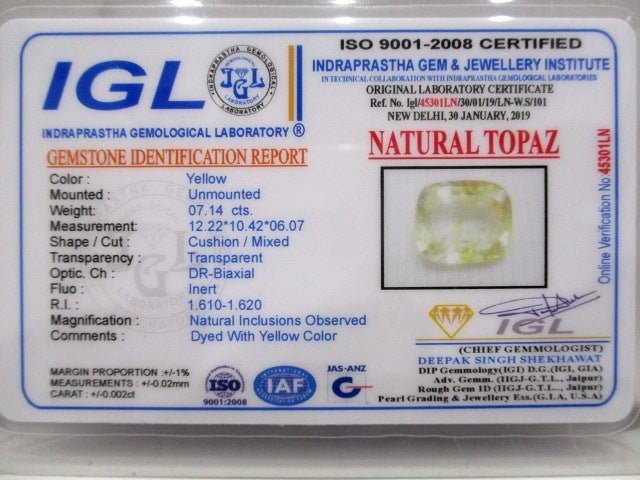 IGL
INDRAPRASTHA GEMOLOGICAL LABORATORY ®
GEMSTONE IDENTIFICATION REPORT
Color : Yellow
Mounted : Unmounted
Weight: 07.14 cts.
Measurement: 12.22*10.42*06.07
Shape / Cut : Cushion / Mixed
Transparency : Transparent
Optic. Ch : DR-Biaxial
Fluo : Inert
R.I. : 1.610-1.620
Magnification : Natural Inclusions Observed
Comments : Dyed With Yellow Color
MARGIN PROPORTION :+/-1%
MEASUREMENTS : +/-0.02mm
CARAT : +/-0.002ct
ISO
9001:2008
IAF
JAS-ANZ
INDRAPRASTHA GEMOLOGICAL
JGL
LABORATORY
ISO 9001-2008 CERTIFIED
INDRAPRASTHA GEM & JEWELLERY INSTITUTE
IN TECHNICAL COLLABORATION WITH INDRAPRASTHA GEMOLOGICAL LABORATORIES
ORIGINAL LABORATORY CERTIFICATE
Ref. No. Igl/45301LN/30/01/19/LN-W.S/101
NEW DELHI, 30 JANUARY, 2019
NATURAL TOPAZ
Online Verification No 45301LN
IGL
(CHIEF GEMMOLOGIST)
DEEPAK SINGH SHEKHAWAT
DIP Gemmology(IGI) D.G.(IGI, GIA)
Adv. Gemm. (IIGJ-G.T.L., Jaipur)
Rough Gem ID (IIGJ-G.T.L., Jaipur)
Pearl Grading & Jewellery Ess.(G.I.A, U.S.A)